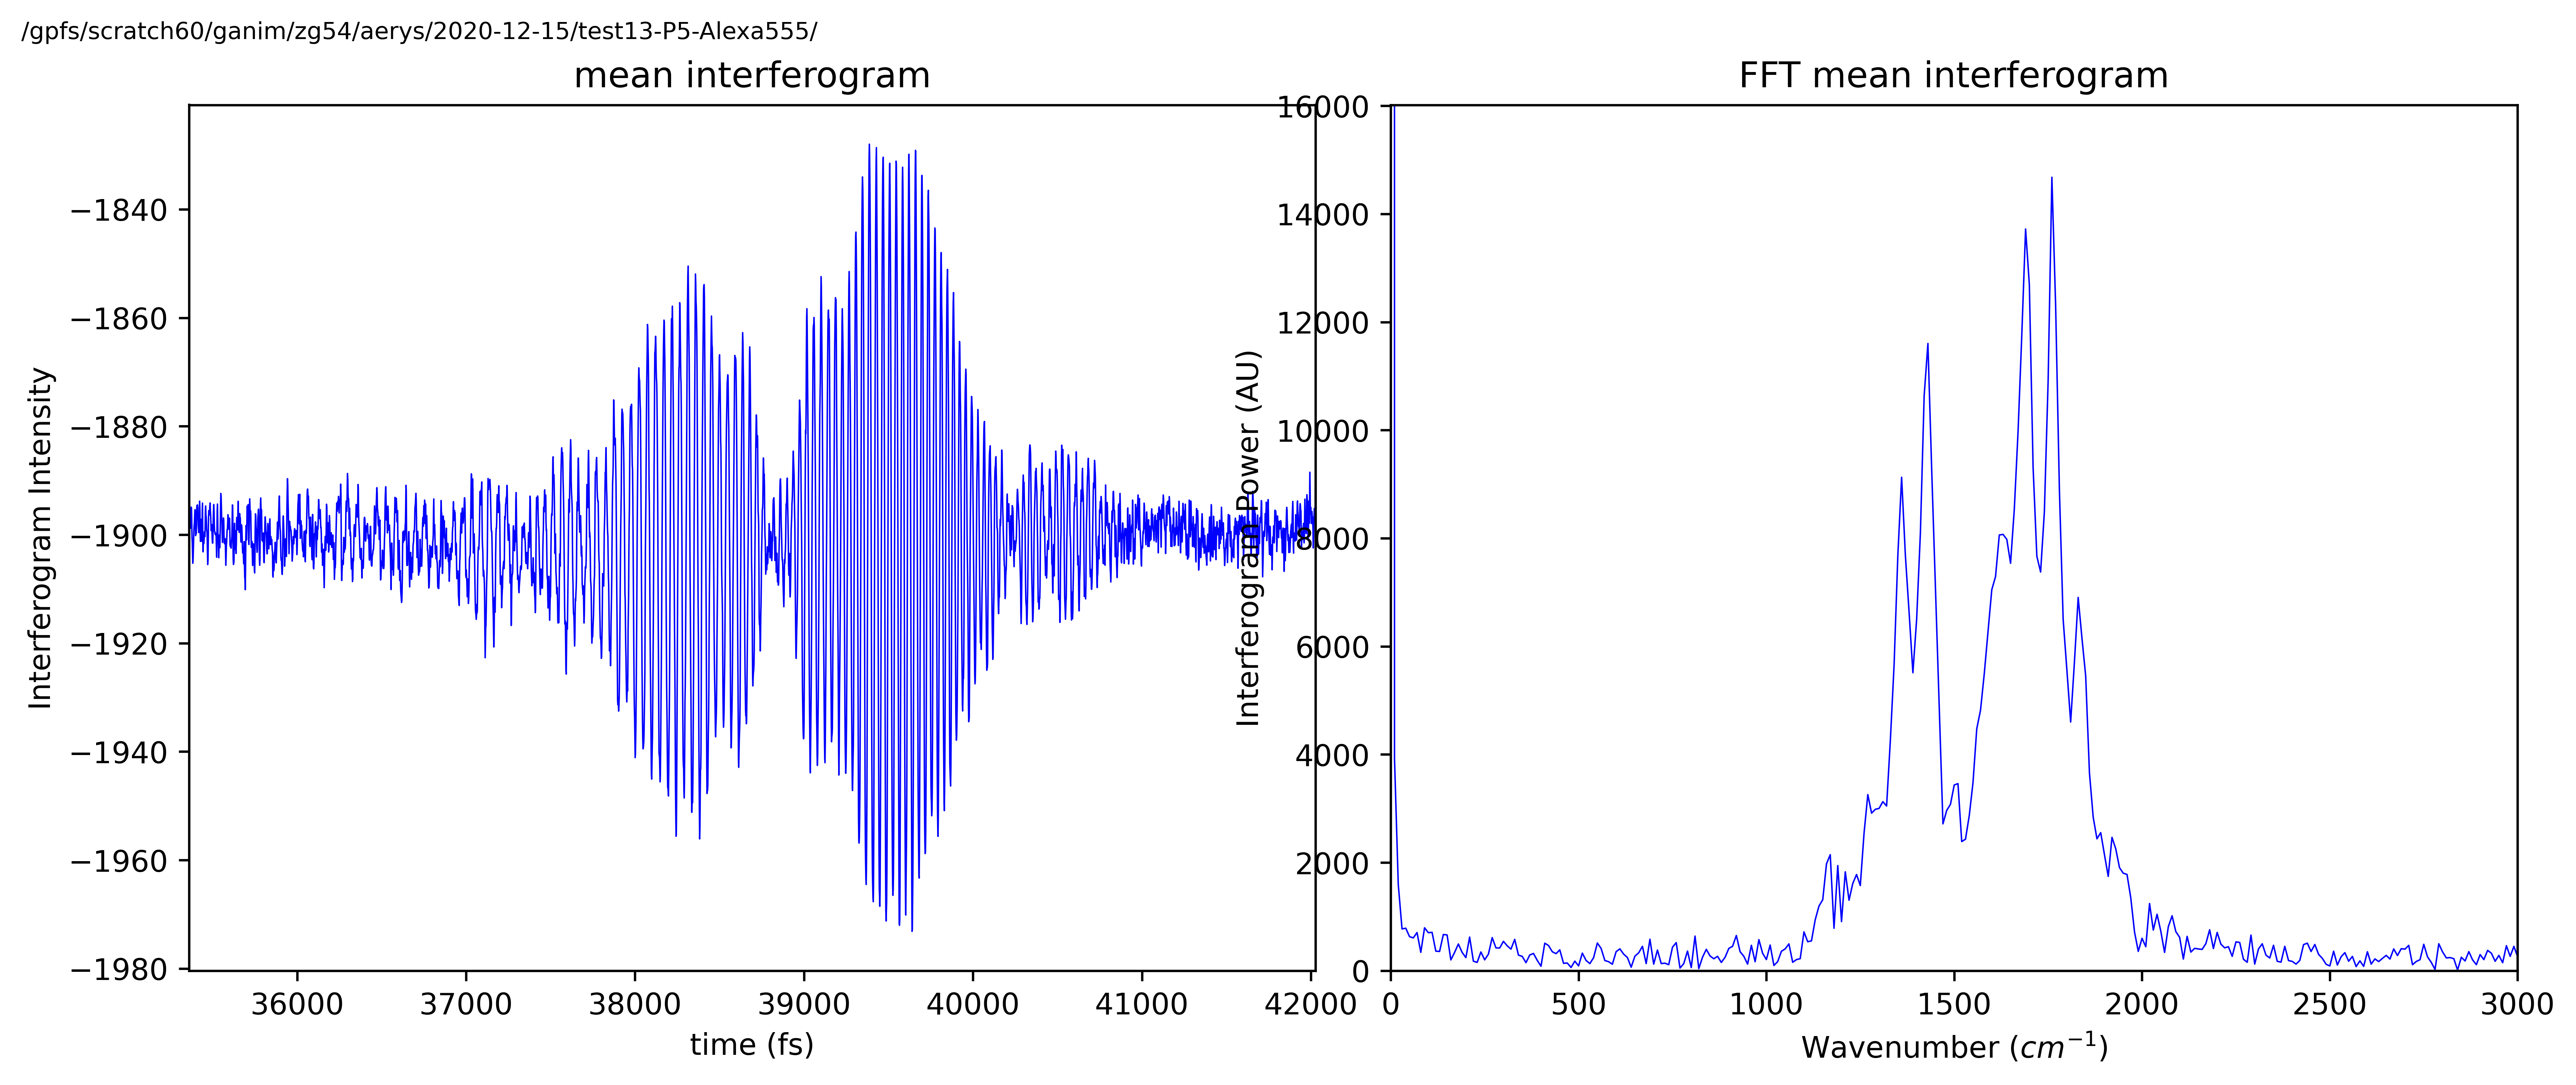 /gpfs/scratch60/ganim/zg54/aerys/2020-12-15/test13-P5-Alexa555/
mean interferogram
Interferogram Intensity
−1840
−1860
−1880
−1900
−1920
−1940
−1960
−1980
36000 37000 38000 39000 40000 41000 42000
time (fs)
FFT mean interferogram
Interferogram Power (AU)
16000
14000
12000
10000
8000
6000
4000
2000
0
0 500 1000 1500 2000 2500 3000
Wavenumber (cm⁻¹)